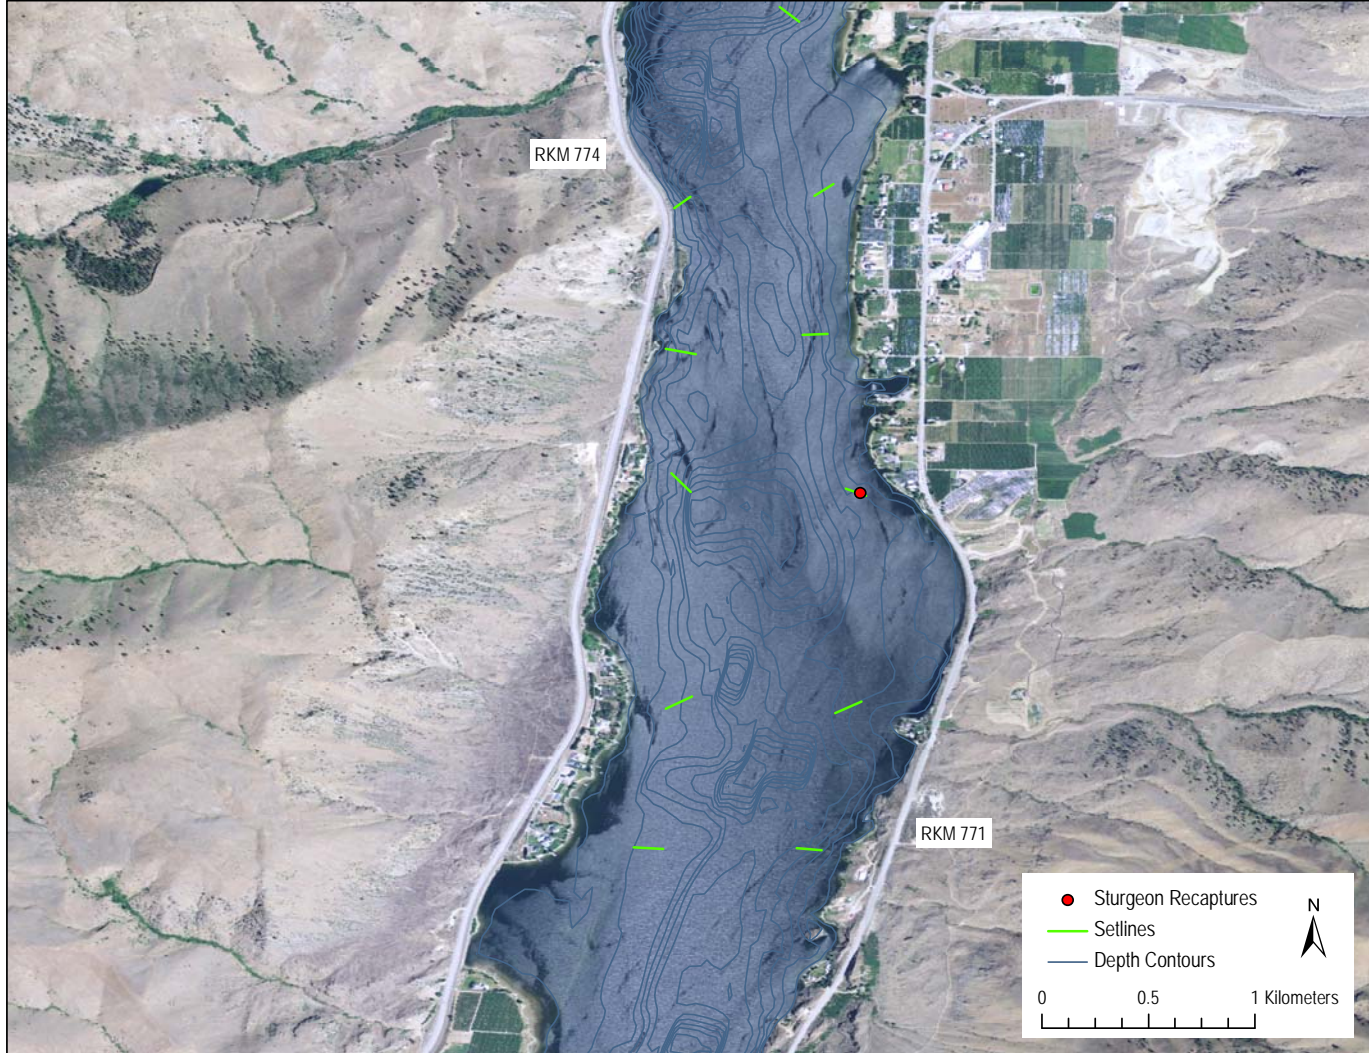 RKM 774
RKM 771
Sturgeon Recaptures
Setlines
Depth Contours
N
0 0.5 1 Kilometers